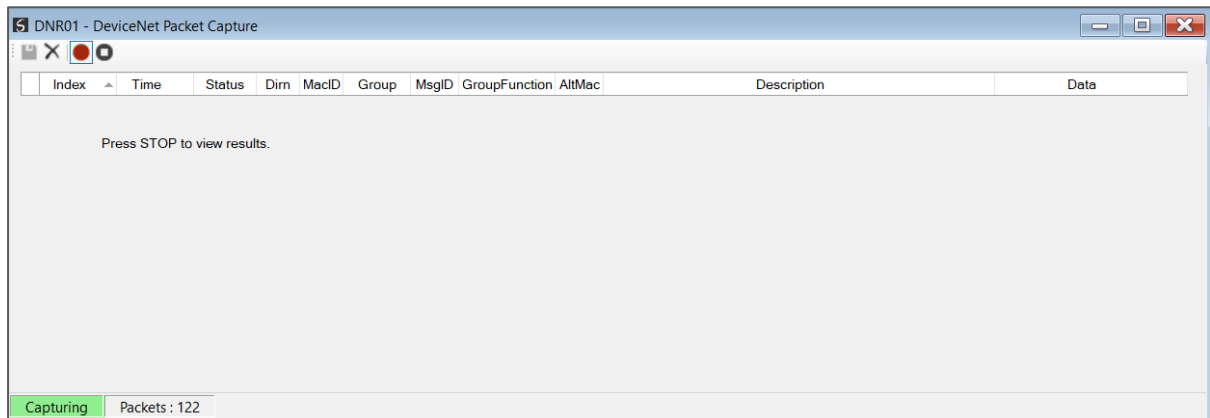 DNR01 - DeviceNet Packet Capture
Index Time Status Dirn MacID Group MsgID GroupFunction AltMac Description Data
Press STOP to view results.
Capturing Packets : 122